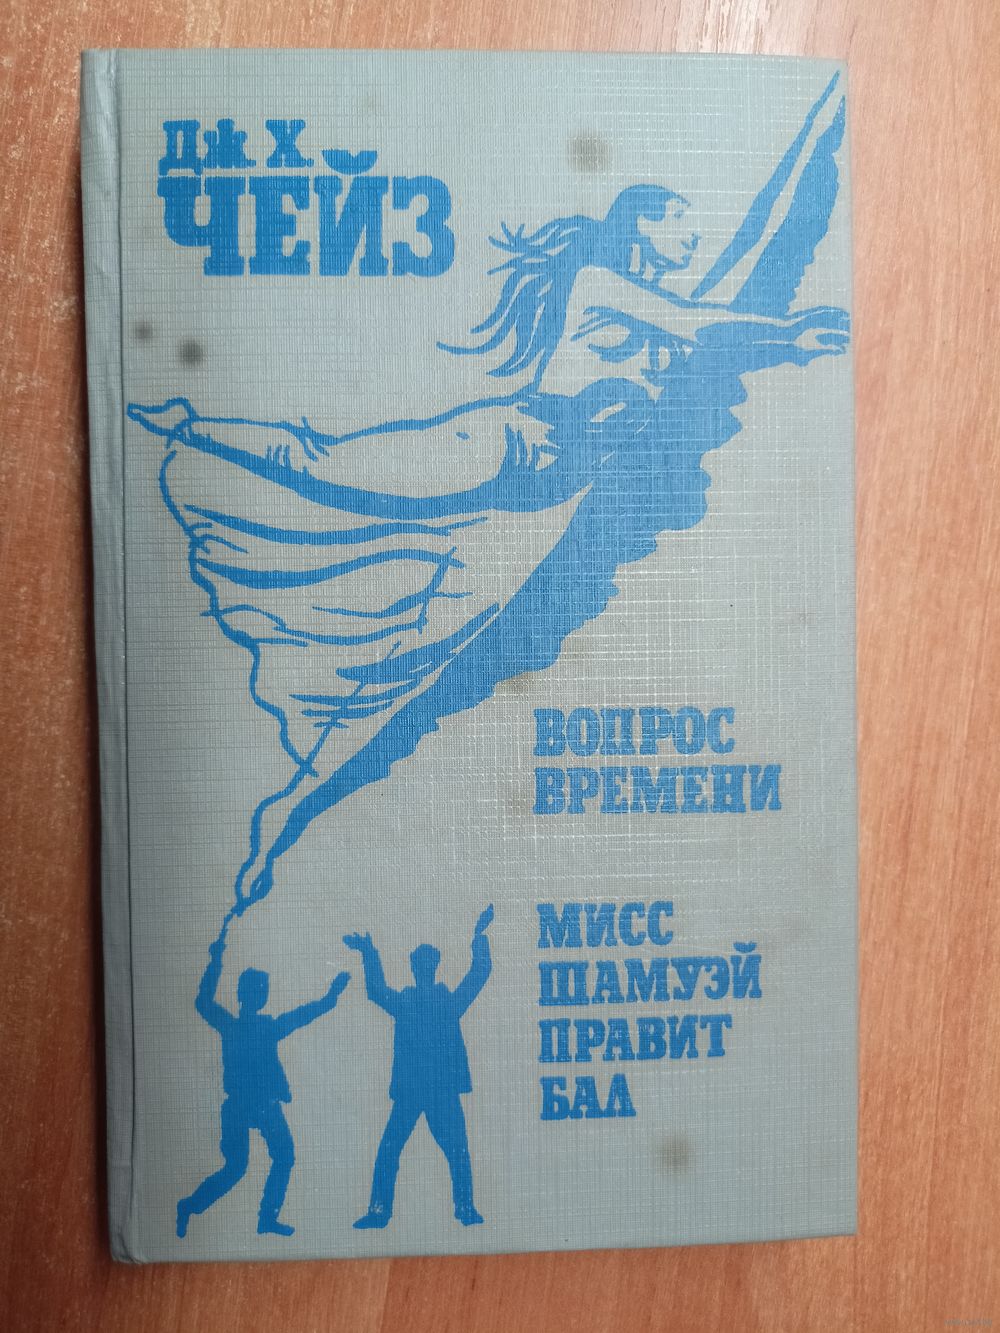 ДЖ Х
ЧЕЙЗ
ВОПРОС
ВРЕМЕНИ
МИСС
ШАМУЭЙ
ПРАВИТ
БАЛ